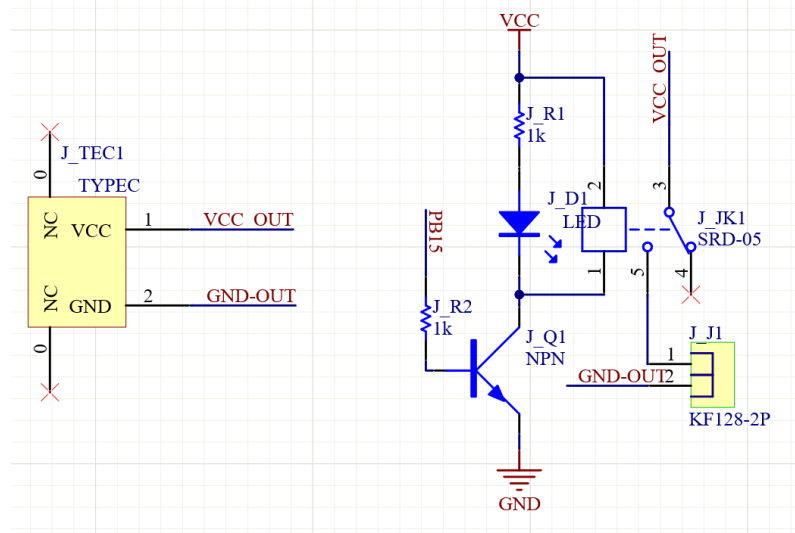 VCC
VCC_OUT
J_R1
1k
0
J_TEC1
TYPEC
NC
VCC
1
VCC_OUT
NC
GND
2
GND-OUT
0
PB15
J_D1
LED
2
1
3
J_JK1
SRD-05
5
4
J_R2
1k
J_Q1
NPN
J_J1
1
GND-OUT
2
KF128-2P
GND